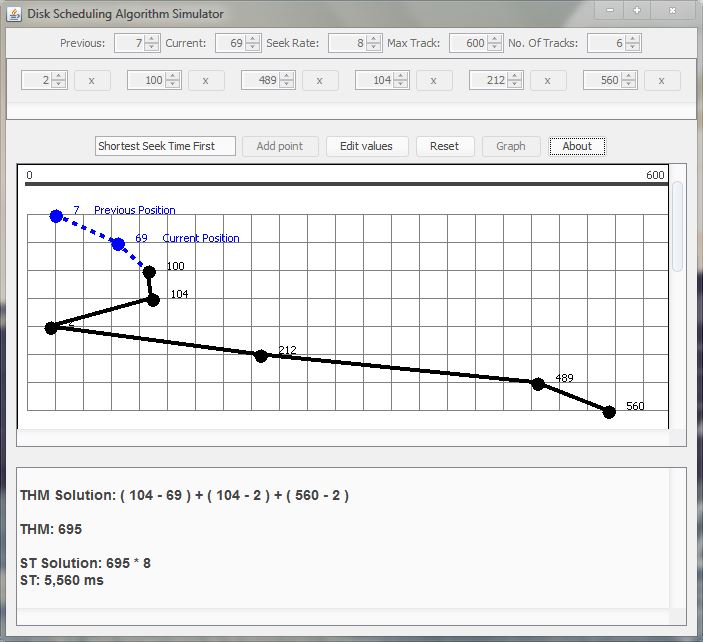 Disk Scheduling Algorithm Simulator
Previous: 7 Current: 69 Seek Rate: 8 Max Track: 600 No. Of Tracks: 6
2 x 100 x 489 x 104 x 212 x 560 x
Shortest Seek Time First Add point Edit values Reset Graph About
0 600
7 Previous Position
69 Current Position
100
104
2
212
489
560
THM Solution: ( 104 - 69 ) + ( 104 - 2 ) + ( 560 - 2 )
THM: 695
ST Solution: 695 * 8
ST: 5,560 ms